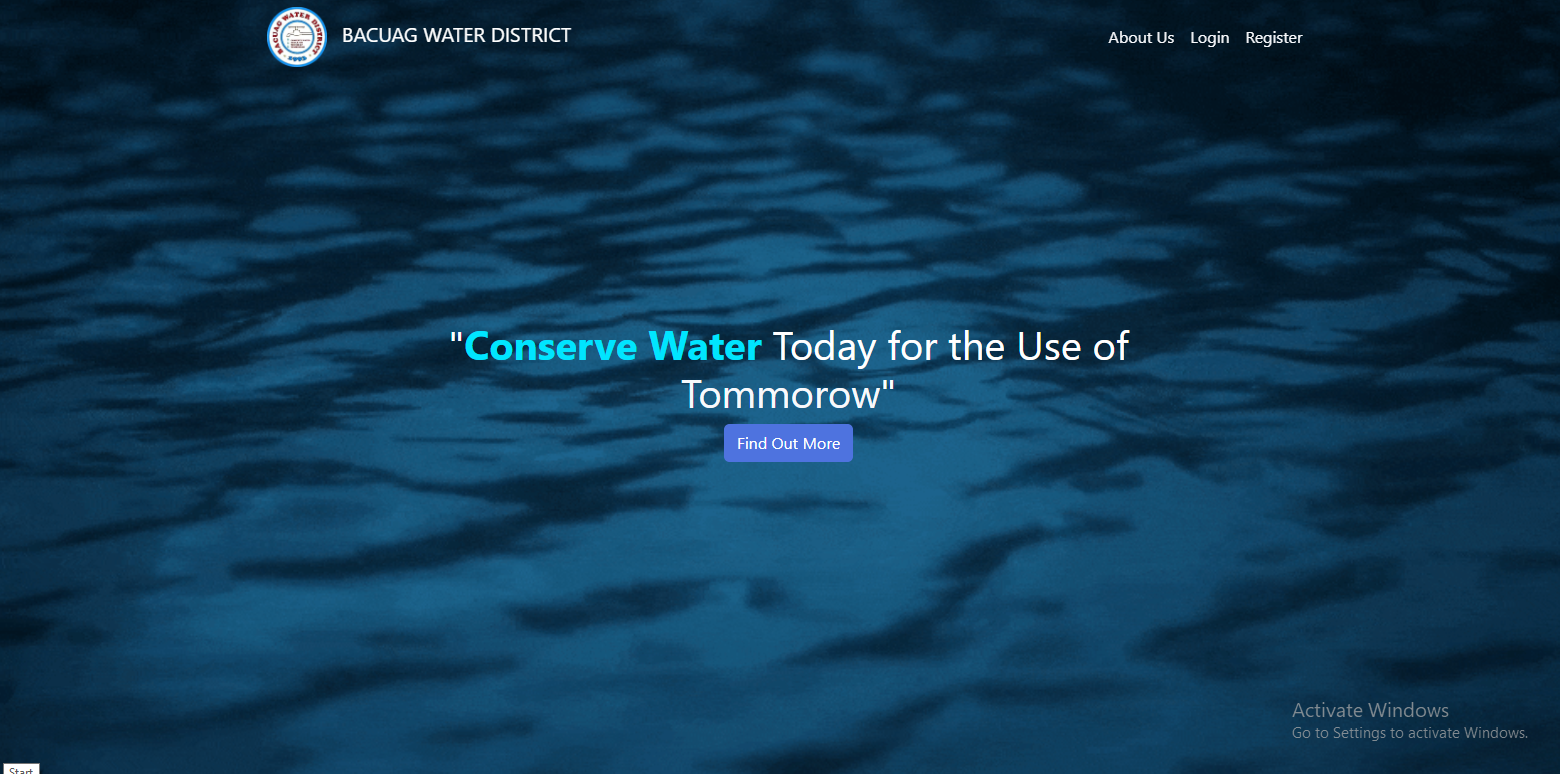 BACUAG WATER DISTRICT
BACUAG WATER DISTRICT
About Us Login Register
"Conserve Water Today for the Use of
Tommorow"
Find Out More
Activate Windows
Go to Settings to activate Windows.
Start